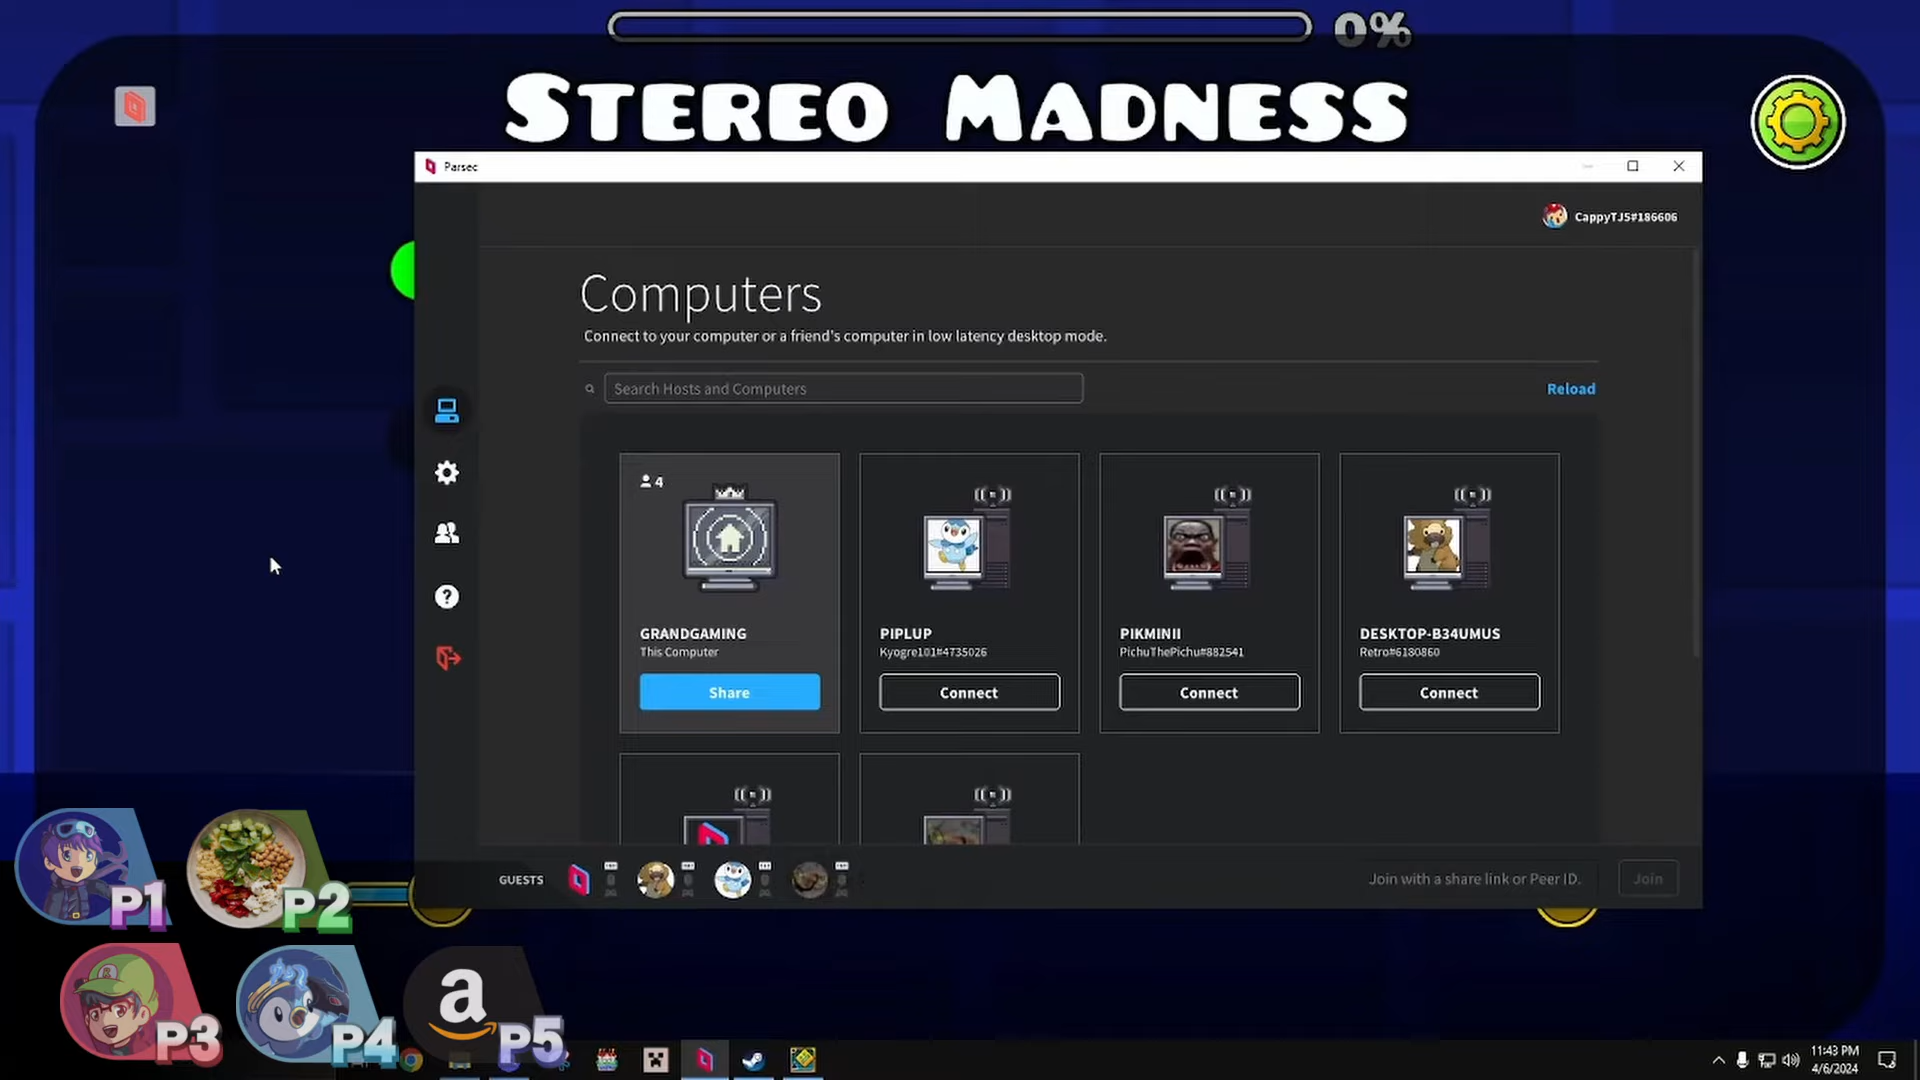 0%
Stereo Madness
Parsec
CappyTJ5#186606
Computers
Connect to your computer or a friend's computer in low latency desktop mode.
Search Hosts and Computers
Reload
4
GRANDGAMING
This Computer
Share
PIPLUP
Kyogre101#4735026
Connect
PIKMINII
PichuThePichu#882541
Connect
DESKTOP-B34UMUS
Retro#6180860
Connect
GUESTS
Join with a share link or Peer ID.
Join
P1
P2
P3
P4
a
P5
11:43 PM
4/6/2024